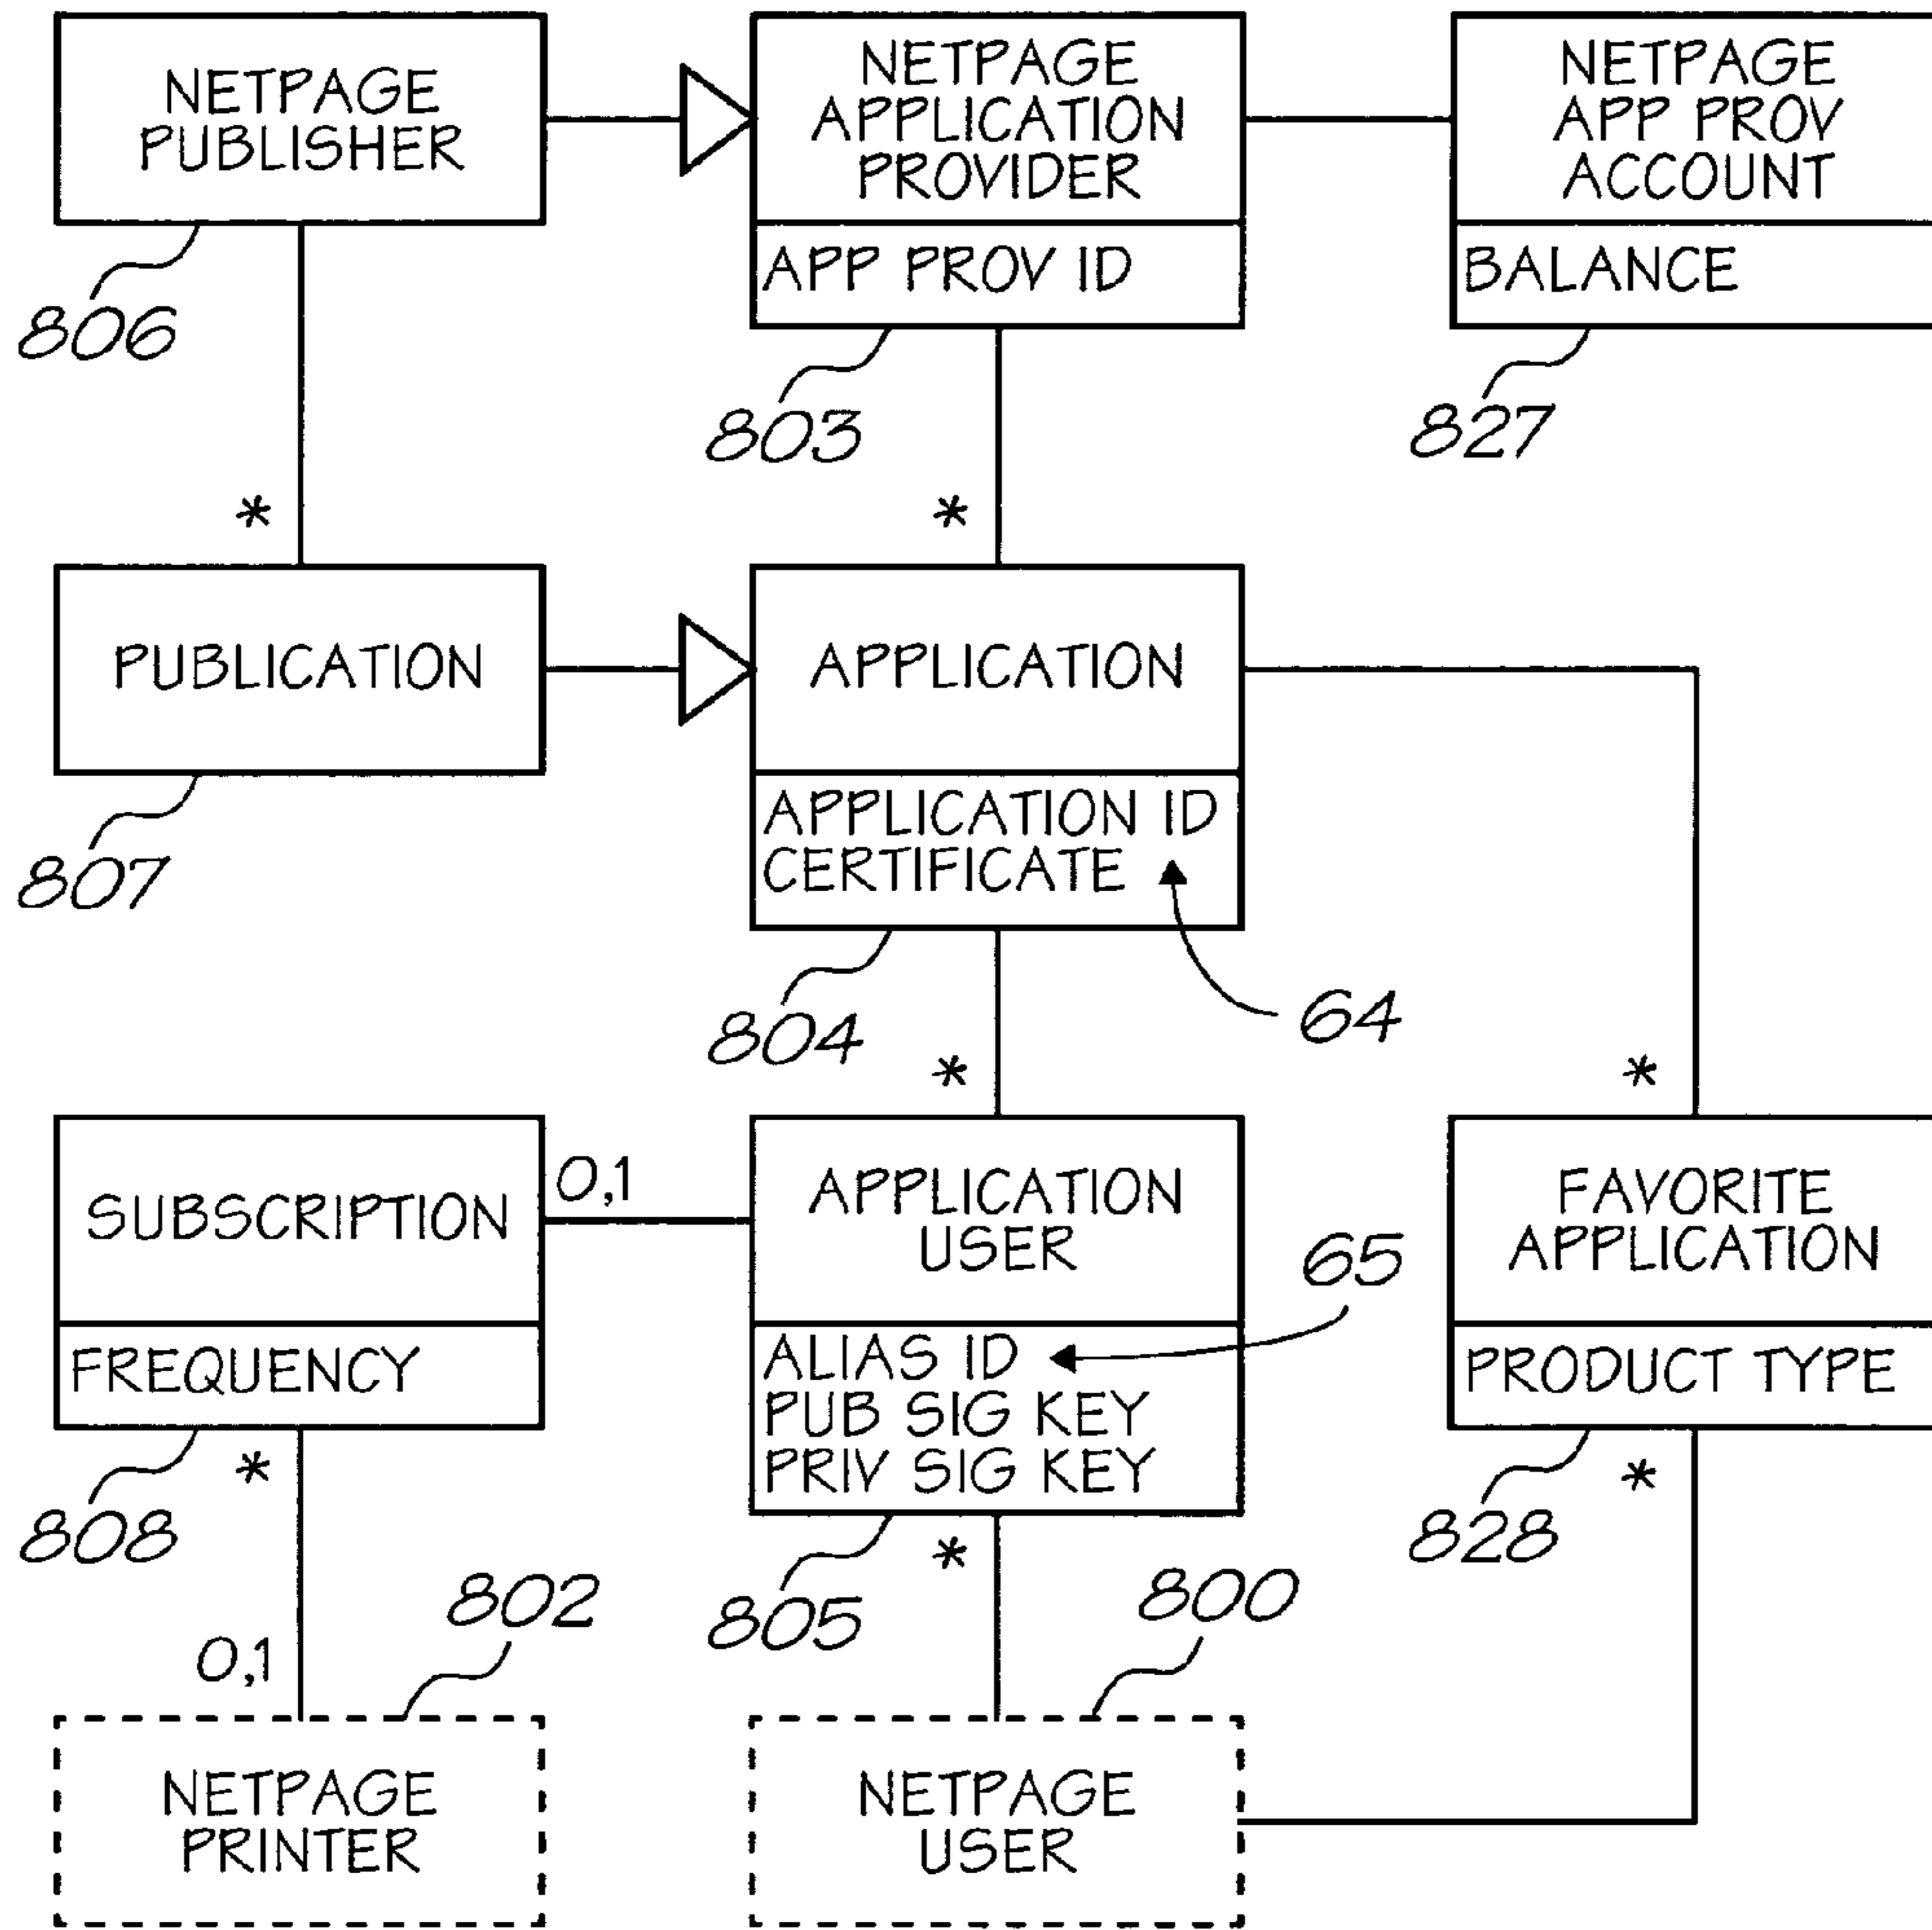 NETPAGE
PUBLISHER
NETPAGE
APPLICATION
PROVIDER
APP PROV ID
NETPAGE
APP PROV
ACCOUNT
BALANCE
806
803
827
*
*
PUBLICATION
APPLICATION
APPLICATION ID
CERTIFICATE
807
804
64
*
*
SUBSCRIPTION
FREQUENCY
0,1
APPLICATION
USER
ALIAS ID
PUB SIG KEY
PRIV SIG KEY
65
FAVORITE
APPLICATION
PRODUCT TYPE
*
*
*
808
805
828
802
800
0,1
NETPAGE
PRINTER
NETPAGE
USER